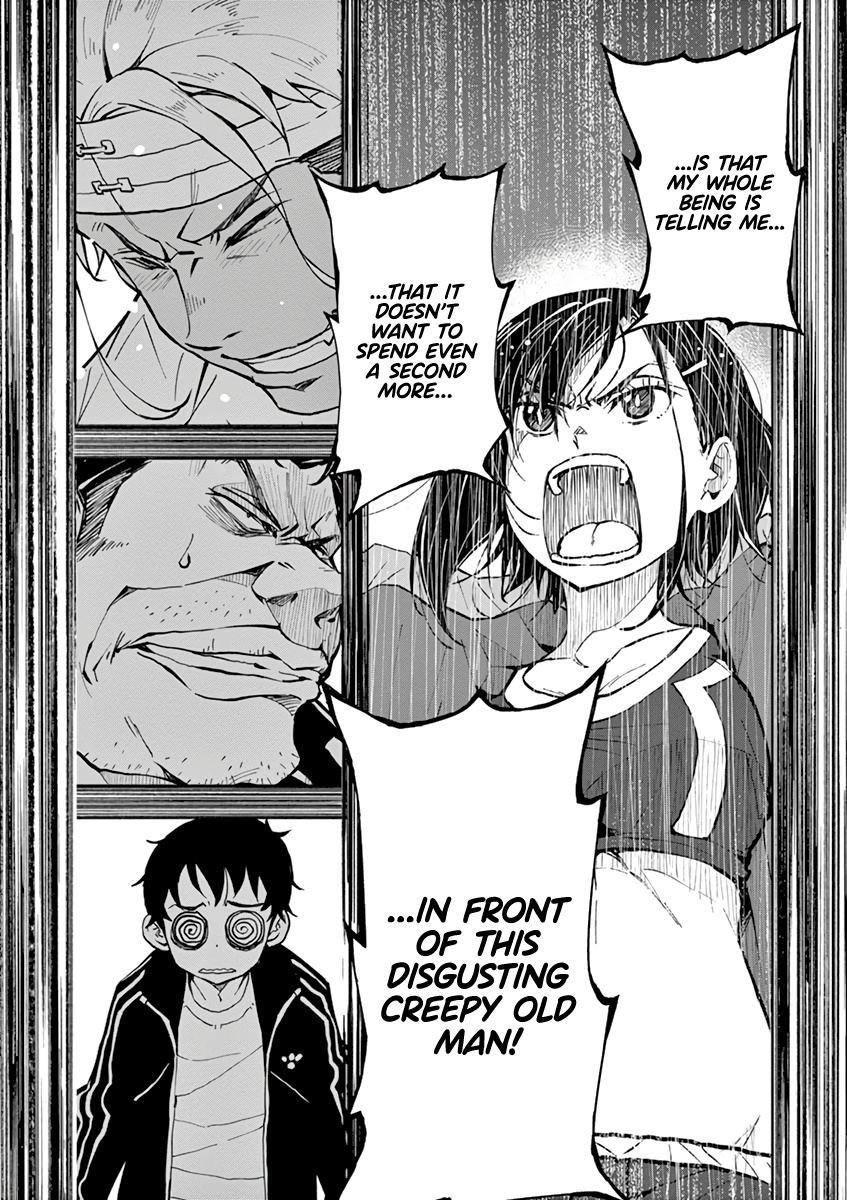 ...IS THAT
MY WHOLE
BEING IS
TELLING ME...
...THAT IT
DOESN'T
WANT TO
SPEND EVEN
A SECOND
MORE...
...IN FRONT
OF THIS
DISGUSTING
CREEPY OLD
MAN!